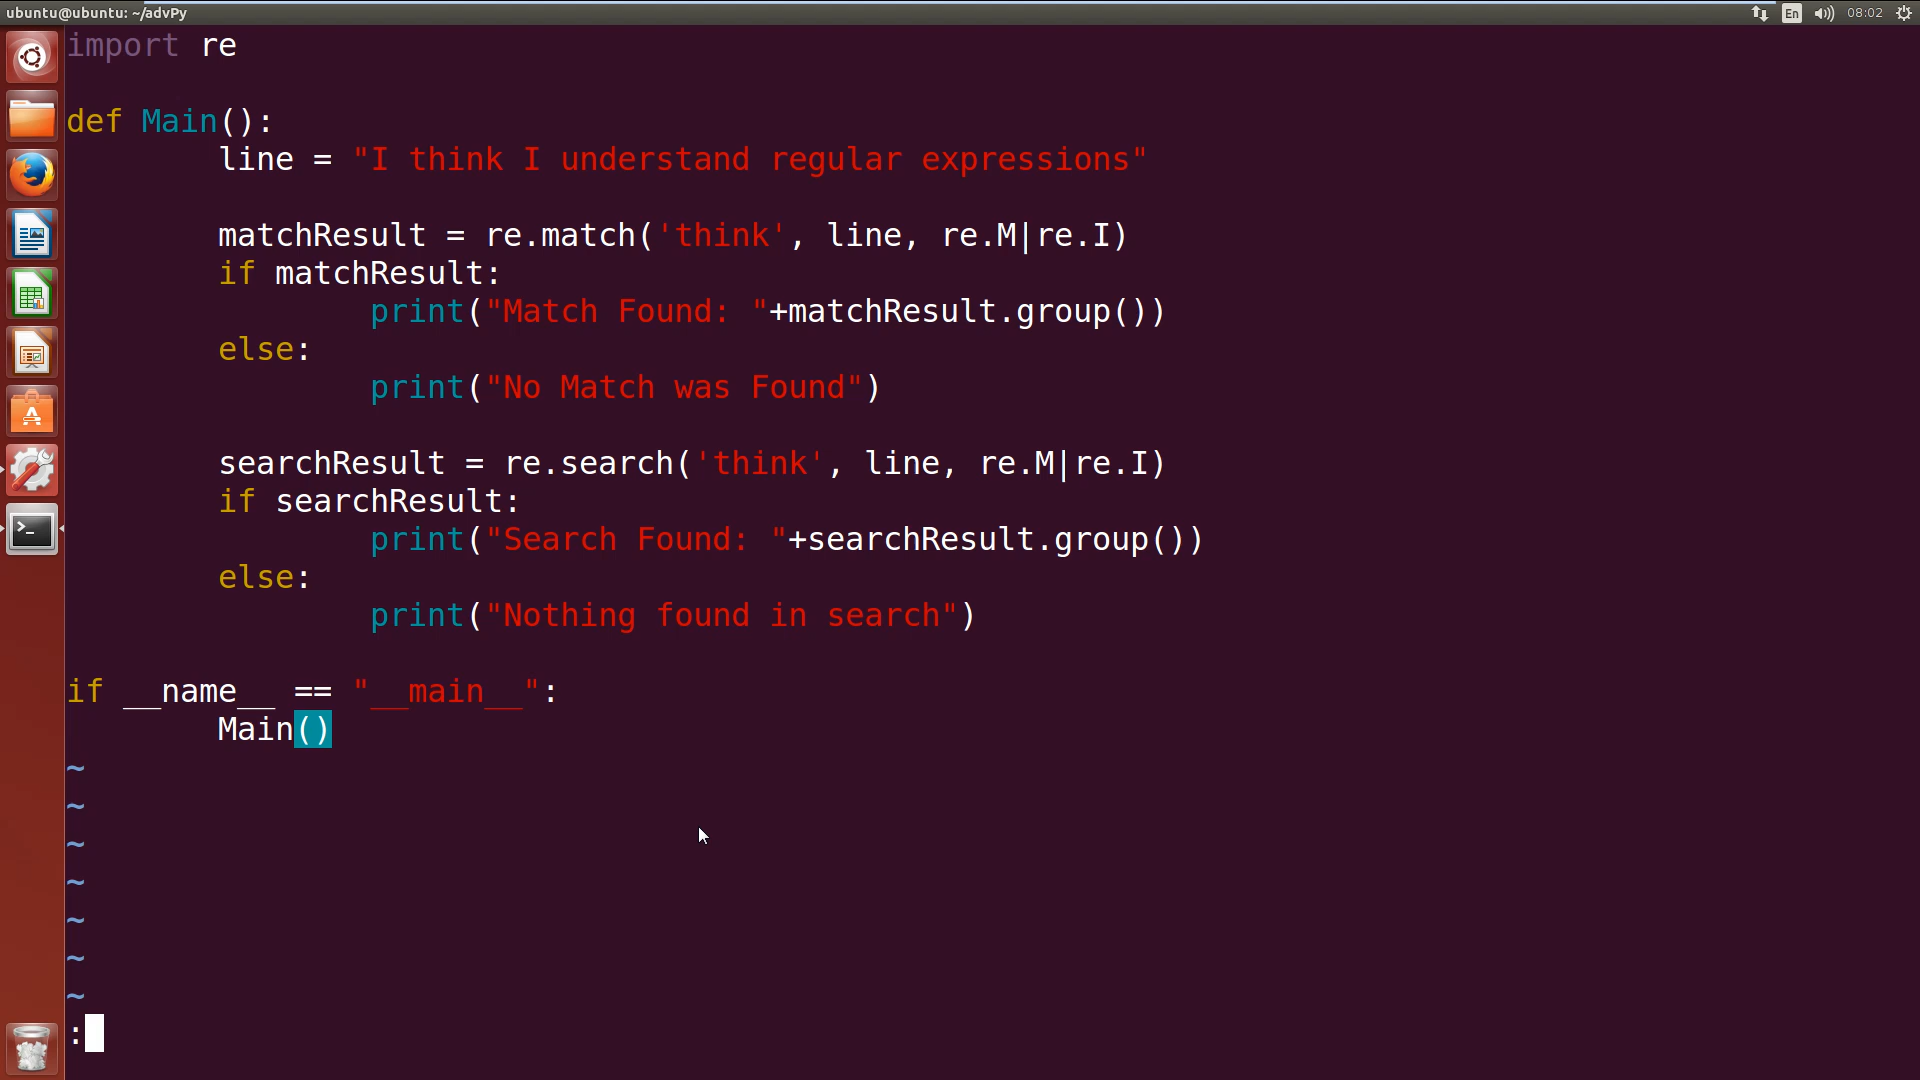 ubuntu@ubuntu: ~/advPy
En
08:02
import re
def Main():
line = "I think I understand regular expressions"
matchResult = re.match('think', line, re.M|re.I)
if matchResult:
print("Match Found: "+matchResult.group())
else:
print("No Match was Found")
searchResult = re.search('think', line, re.M|re.I)
if searchResult:
print("Search Found: "+searchResult.group())
else:
print("Nothing found in search")
if __name__ == "__main__":
Main()
~
~
~
~
~
~
~
: